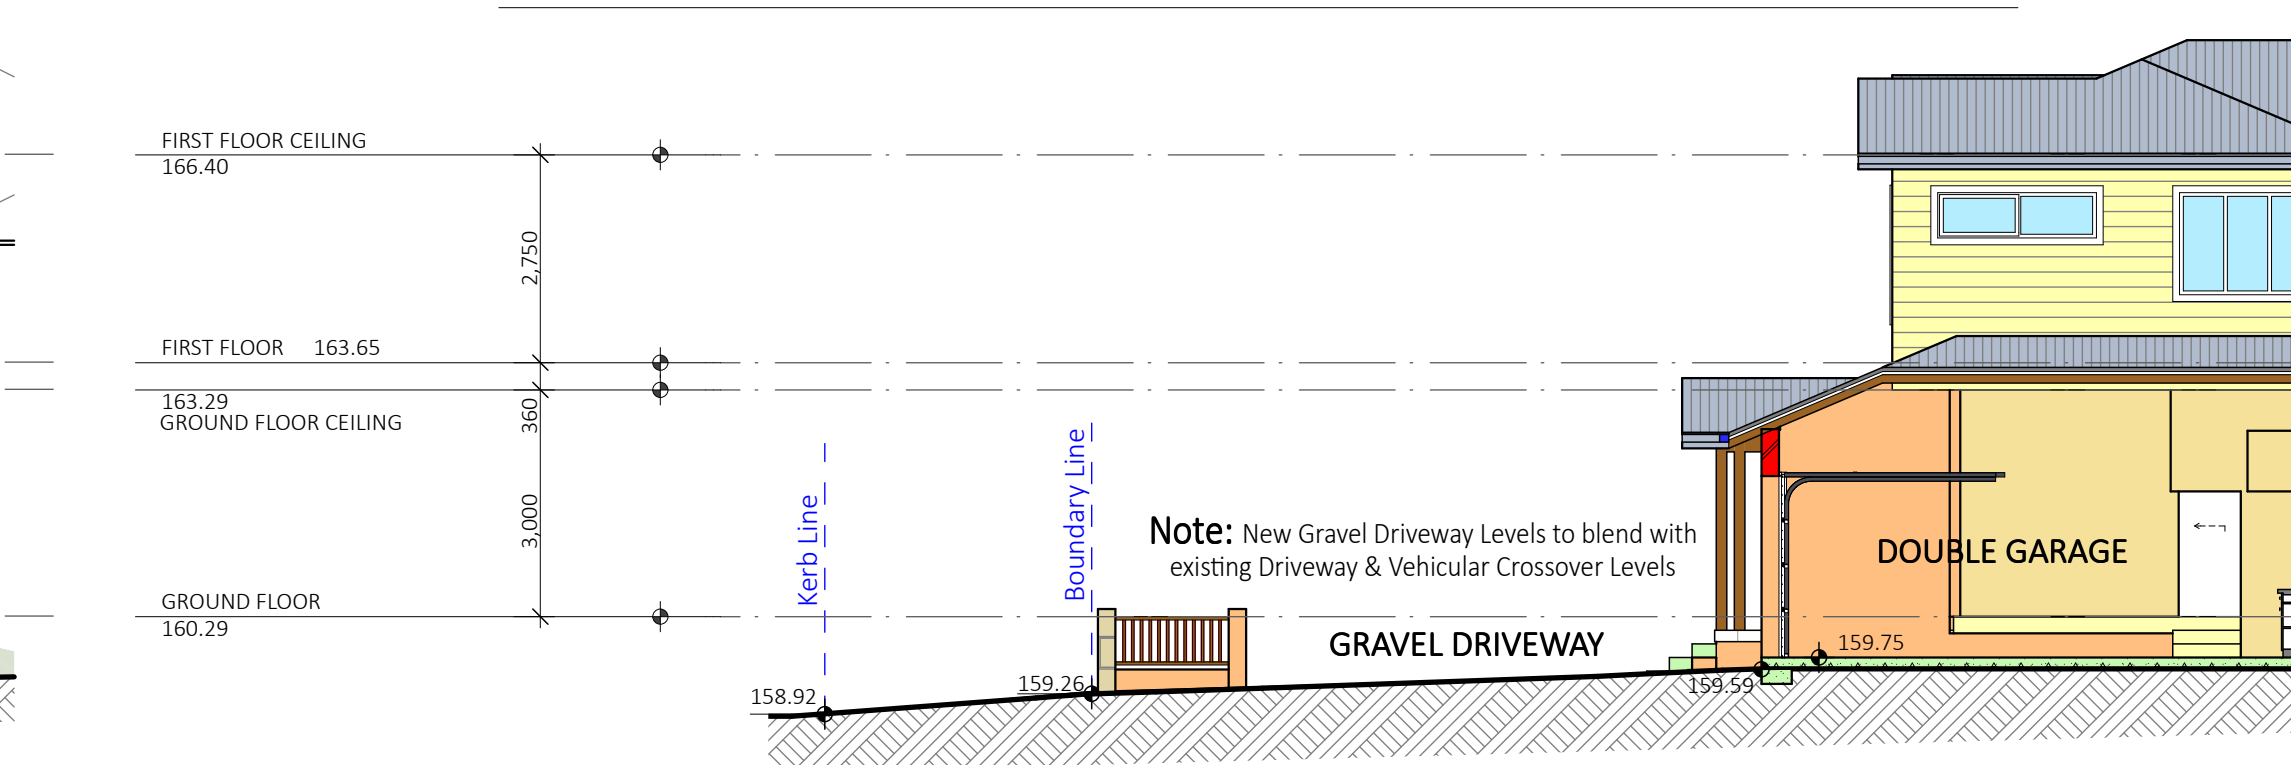 FIRST FLOOR CEILING
166.40
2,750
FIRST FLOOR 163.65
163.29
GROUND FLOOR CEILING
360
3,000
GROUND FLOOR
160.29
Kerb Line
Boundary Line
Note: New Gravel Driveway Levels to blend with
existing Driveway & Vehicular Crossover Levels
DOUBLE GARAGE
GRAVEL DRIVEWAY
159.75
158.92
159.26
159.59